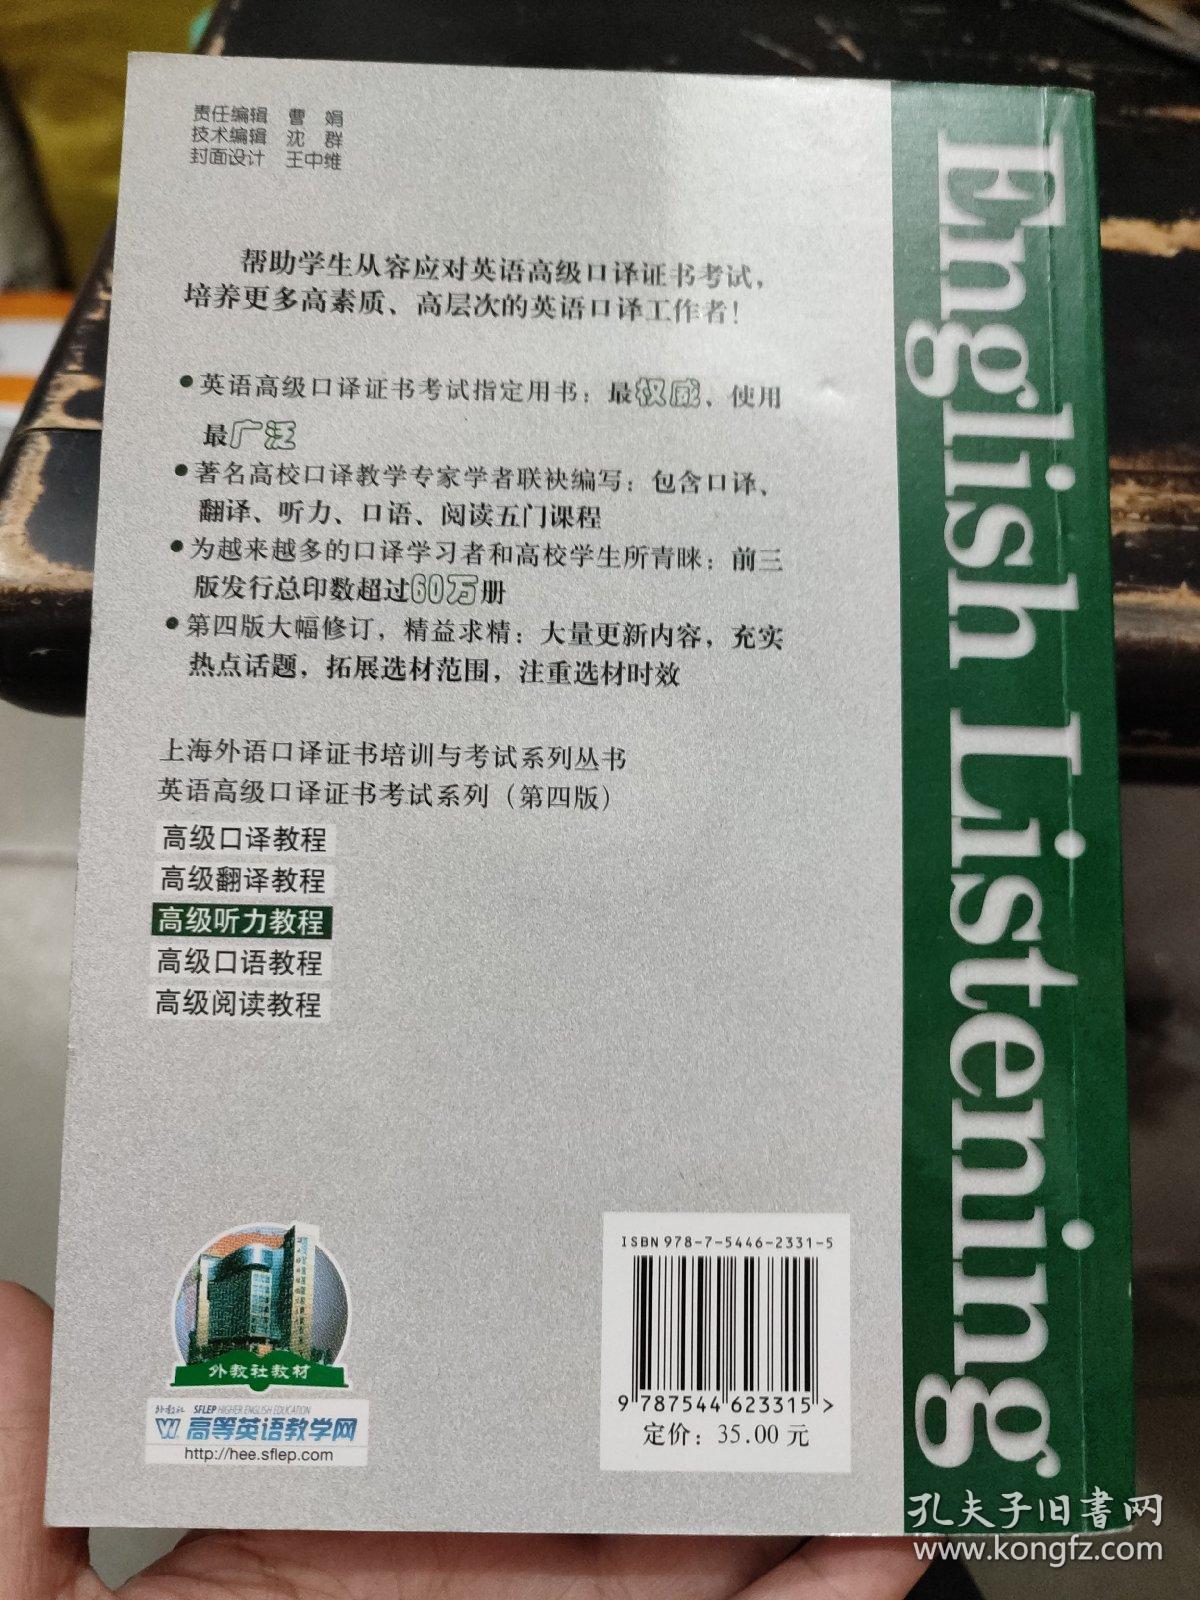 责任编辑 曹 娟
技术编辑 沈 群
封面设计 王中维
帮助学生从容应对英语高级口译证书考试，
培养更多高素质、高层次的英语口译工作者！
●英语高级口译证书考试指定用书：最权威、使用
最广泛
●著名高校口译教学专家学者联袂编写：包含口译、
翻译、听力、口语、阅读五门课程
●为越来越多的口译学习者和高校学生所青睐：前三
版发行总印数超过60万册
●第四版大幅修订，精益求精：大量更新内容，充实
热点话题，拓展选材范围，注重选材时效
上海外语口译证书培训与考试系列丛书
英语高级口译证书考试系列（第四版）
高级口译教程
高级翻译教程
高级听力教程
高级口语教程
高级阅读教程
English Listening
外教社教材
外教社 SFLEP HIGHER ENGLISH EDUCATION
W 高等英语教学网
http://hee.sflep.com
ISBN 978-7-5446-2331-5
9 787544 623315 >
定价：35.00 元
孔夫子旧書网
www.kongfz.com